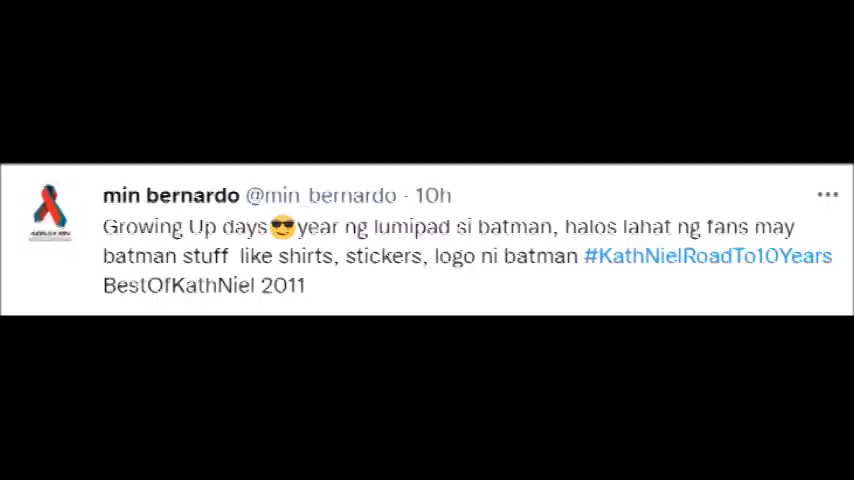 min bernardo @min_bernardo · 10h
Growing Up days😎year ng lumipad si batman, halos lahat ng fans may
batman stuff like shirts, stickers, logo ni batman #KathNielRoadTo10Years
BestOfKathNiel 2011